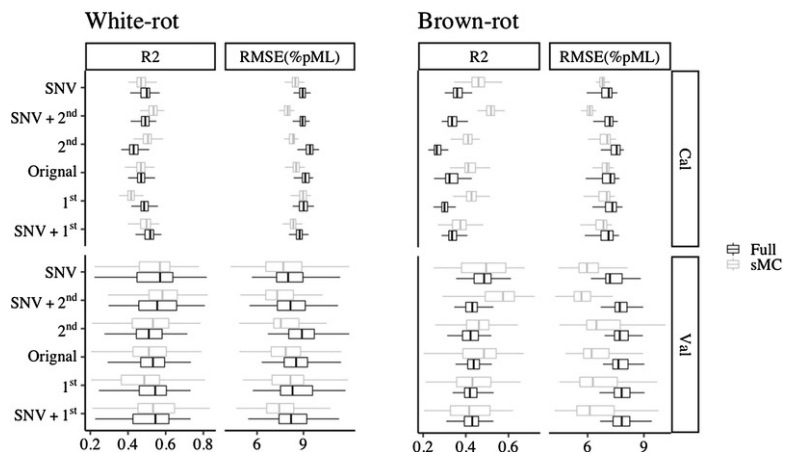 White-rot
Brown-rot
R2
RMSE(%pML)
R2
RMSE(%pML)
SNV
SNV + 2nd
2nd
Orignal
1st
SNV + 1st
Cal
SNV
SNV + 2nd
2nd
Orignal
1st
SNV + 1st
Val
Full
sMC
0.2 0.4 0.6 0.8
6 9
0.2 0.4 0.6
6 9